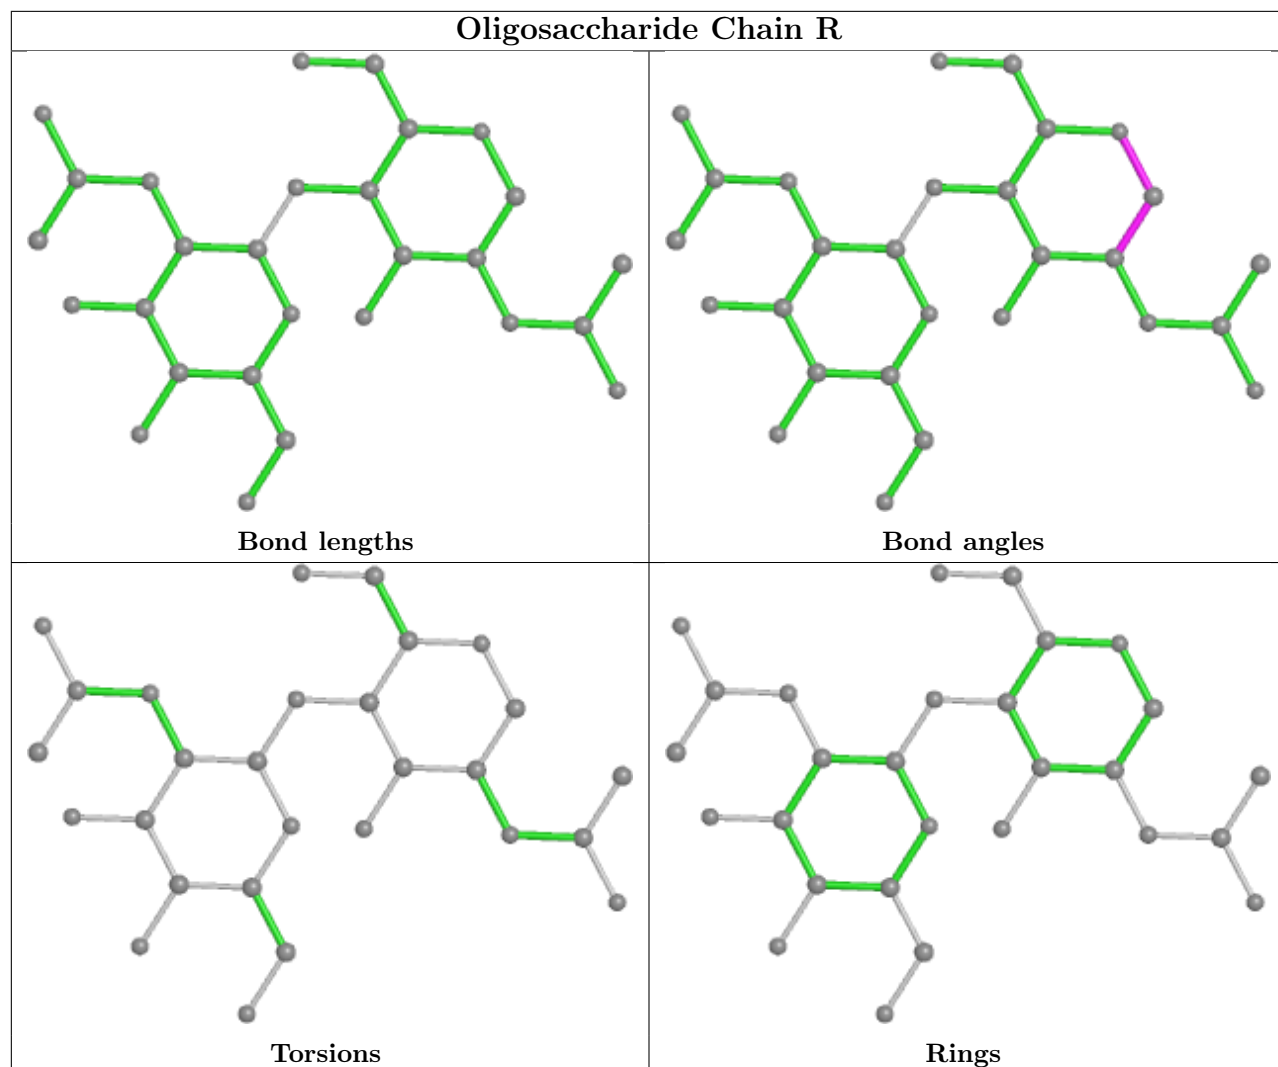 Oligosaccharide Chain R
Bond lengths
Bond angles
Torsions
Rings